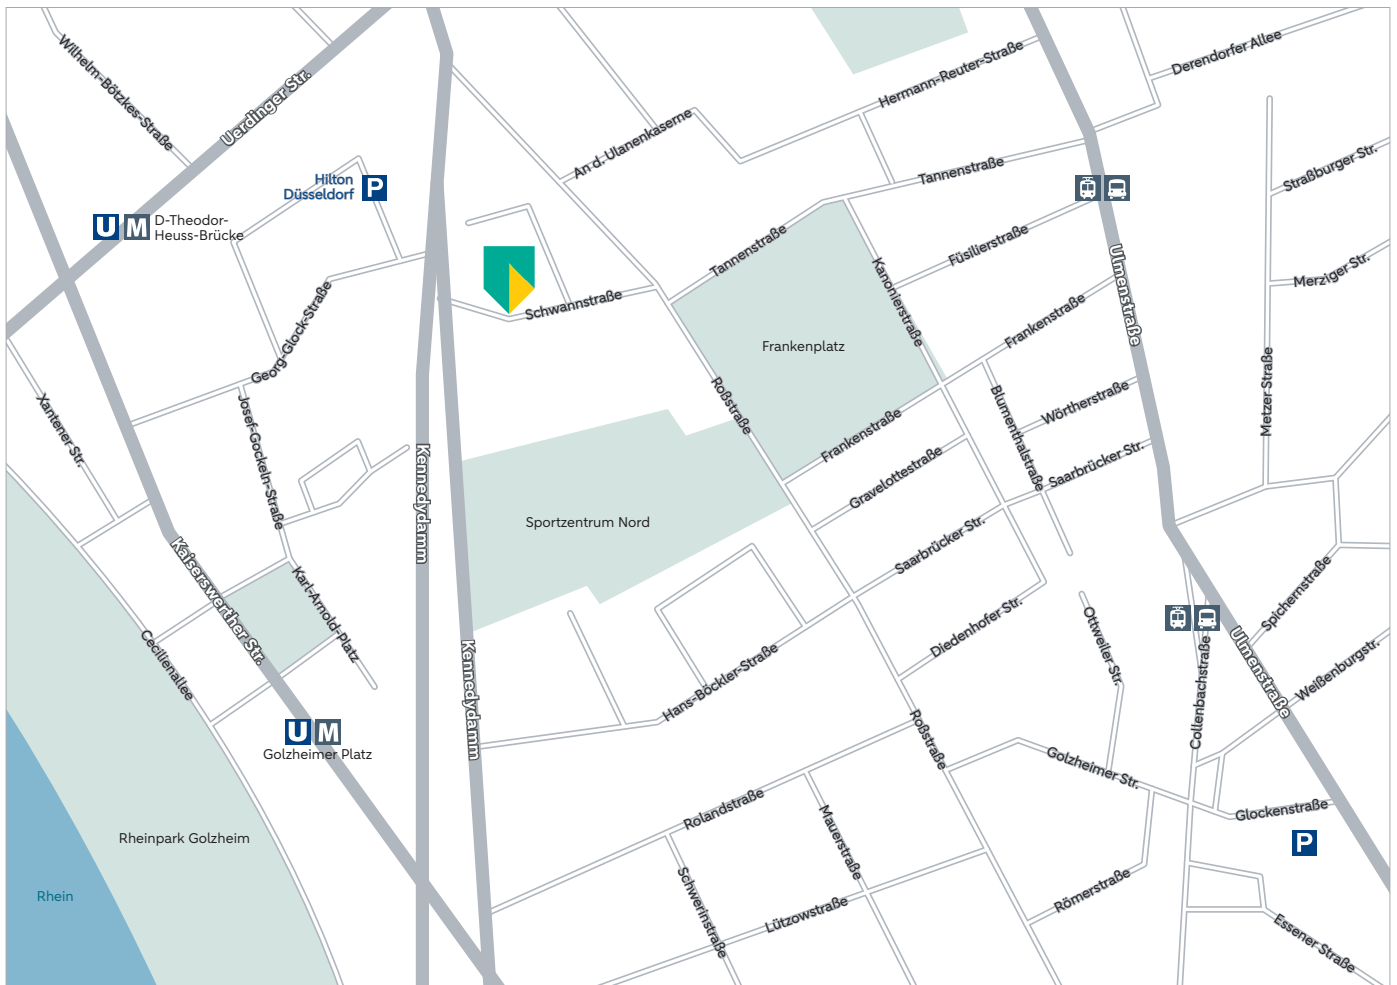 Wilhelm-Bötzkes-Straße
Uerdinger Str.
Hermann-Reuter-Straße
Derendorfer Allee
An d. Ulanenkaserne
Tannenstraße
Straßburger Str.
Hilton
Düsseldorf
P
U M
D-Theodor-
Heuss-Brücke
Tannenstraße
Füsilierstraße
Kanonierstraße
Ulmenstraße
Merziger Str.
Georg-Glock-Straße
Schwannstraße
Frankenstraße
Frankenplatz
Metzer Straße
Xantener Str.
Josef-Gockeln-Straße
Roßstraße
Frankenstraße
Blumenthalstraße
Wörtherstraße
Kennedydamm
Gravelottestraße
Saarbrücker Str.
Sportzentrum Nord
Saarbrücker Str.
Kaiserswerther Str.
Karl-Arnold-Platz
Cecilienallee
Kennedydamm
Hans-Böckler-Straße
Diedenhofer Str.
Ottweiler Str.
Collenbachstraße
Spichernstraße
Ulmenstraße
Weißenburgstr.
U M
Golzheimer Platz
Roßstraße
Golzheimer Str.
Rolandstraße
Mauerstraße
Glockenstraße
P
Rheinpark Golzheim
Rhein
Schwerinstraße
Lützowstraße
Römerstraße
Essener Straße